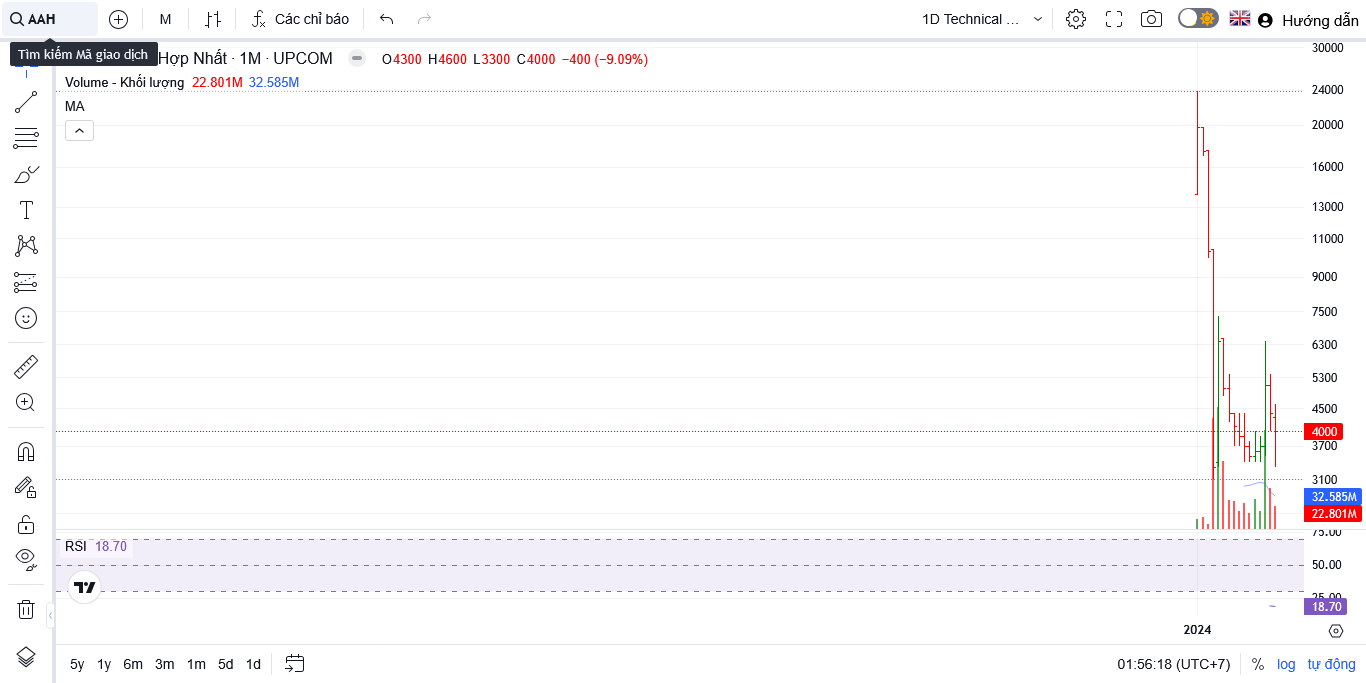 AAH
M
Các chỉ báo
1D Technical ...
Hướng dẫn
Tìm kiếm Mã giao dịch
Hợp Nhất · 1M · UPCOM
O4300 H4600 L3300 C4000 −400 (−9.09%)
Volume - Khối lượng 22.801M 32.585M
MA
30000
24000
20000
16000
13000
11000
9000
7500
6300
5300
4500
4000
3700
3100
32.585M
22.801M
75.00
RSI 18.70
50.00
25.00
18.70
2024
5y 1y 6m 3m 1m 5d 1d
01:56:18 (UTC+7) % log tự động